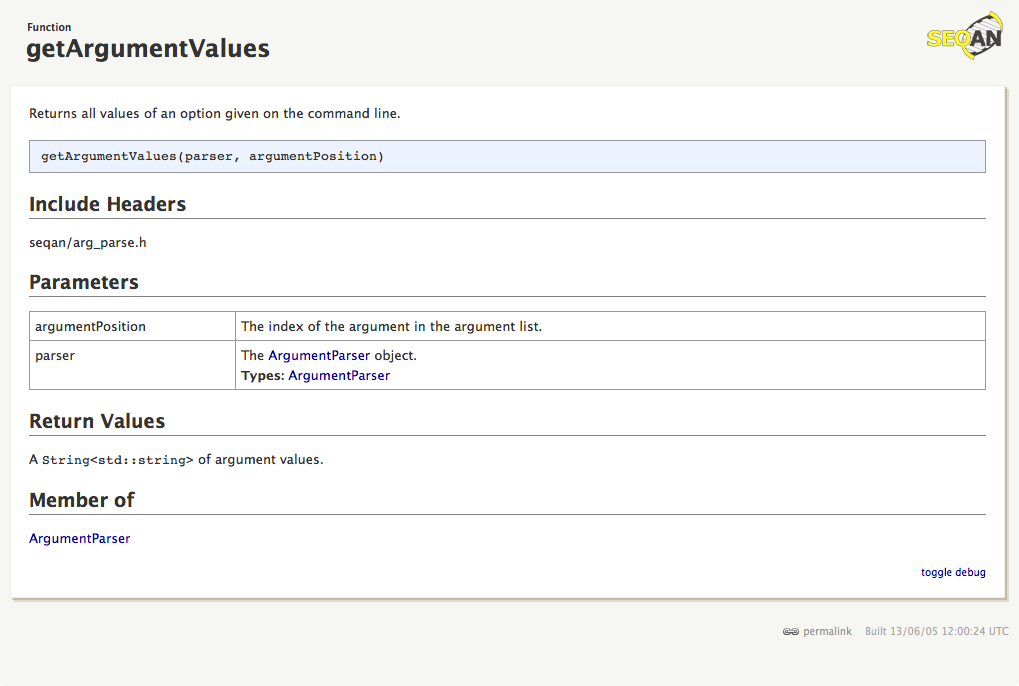 Function
getArgumentValues
SEQAN
Returns all values of an option given on the command line.
getArgumentValues(parser, argumentPosition)
Include Headers
seqan/arg_parse.h
Parameters
argumentPosition The index of the argument in the argument list.
parser The ArgumentParser object.
Types: ArgumentParser
Return Values
A String<std::string> of argument values.
Member of
ArgumentParser
toggle debug
permalink Built 13/06/05 12:00:24 UTC